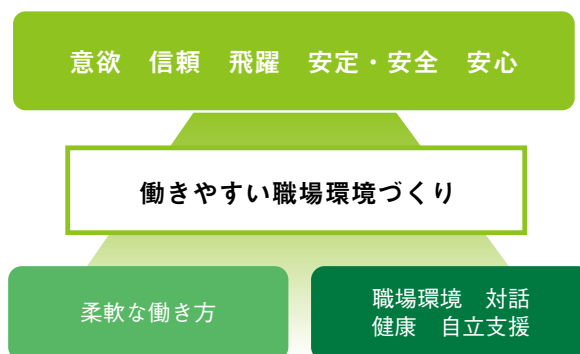 意欲　信頼　飛躍　安定・安全　安心
働きやすい職場環境づくり
柔軟な働き方
職場環境　対話
健康　自立支援